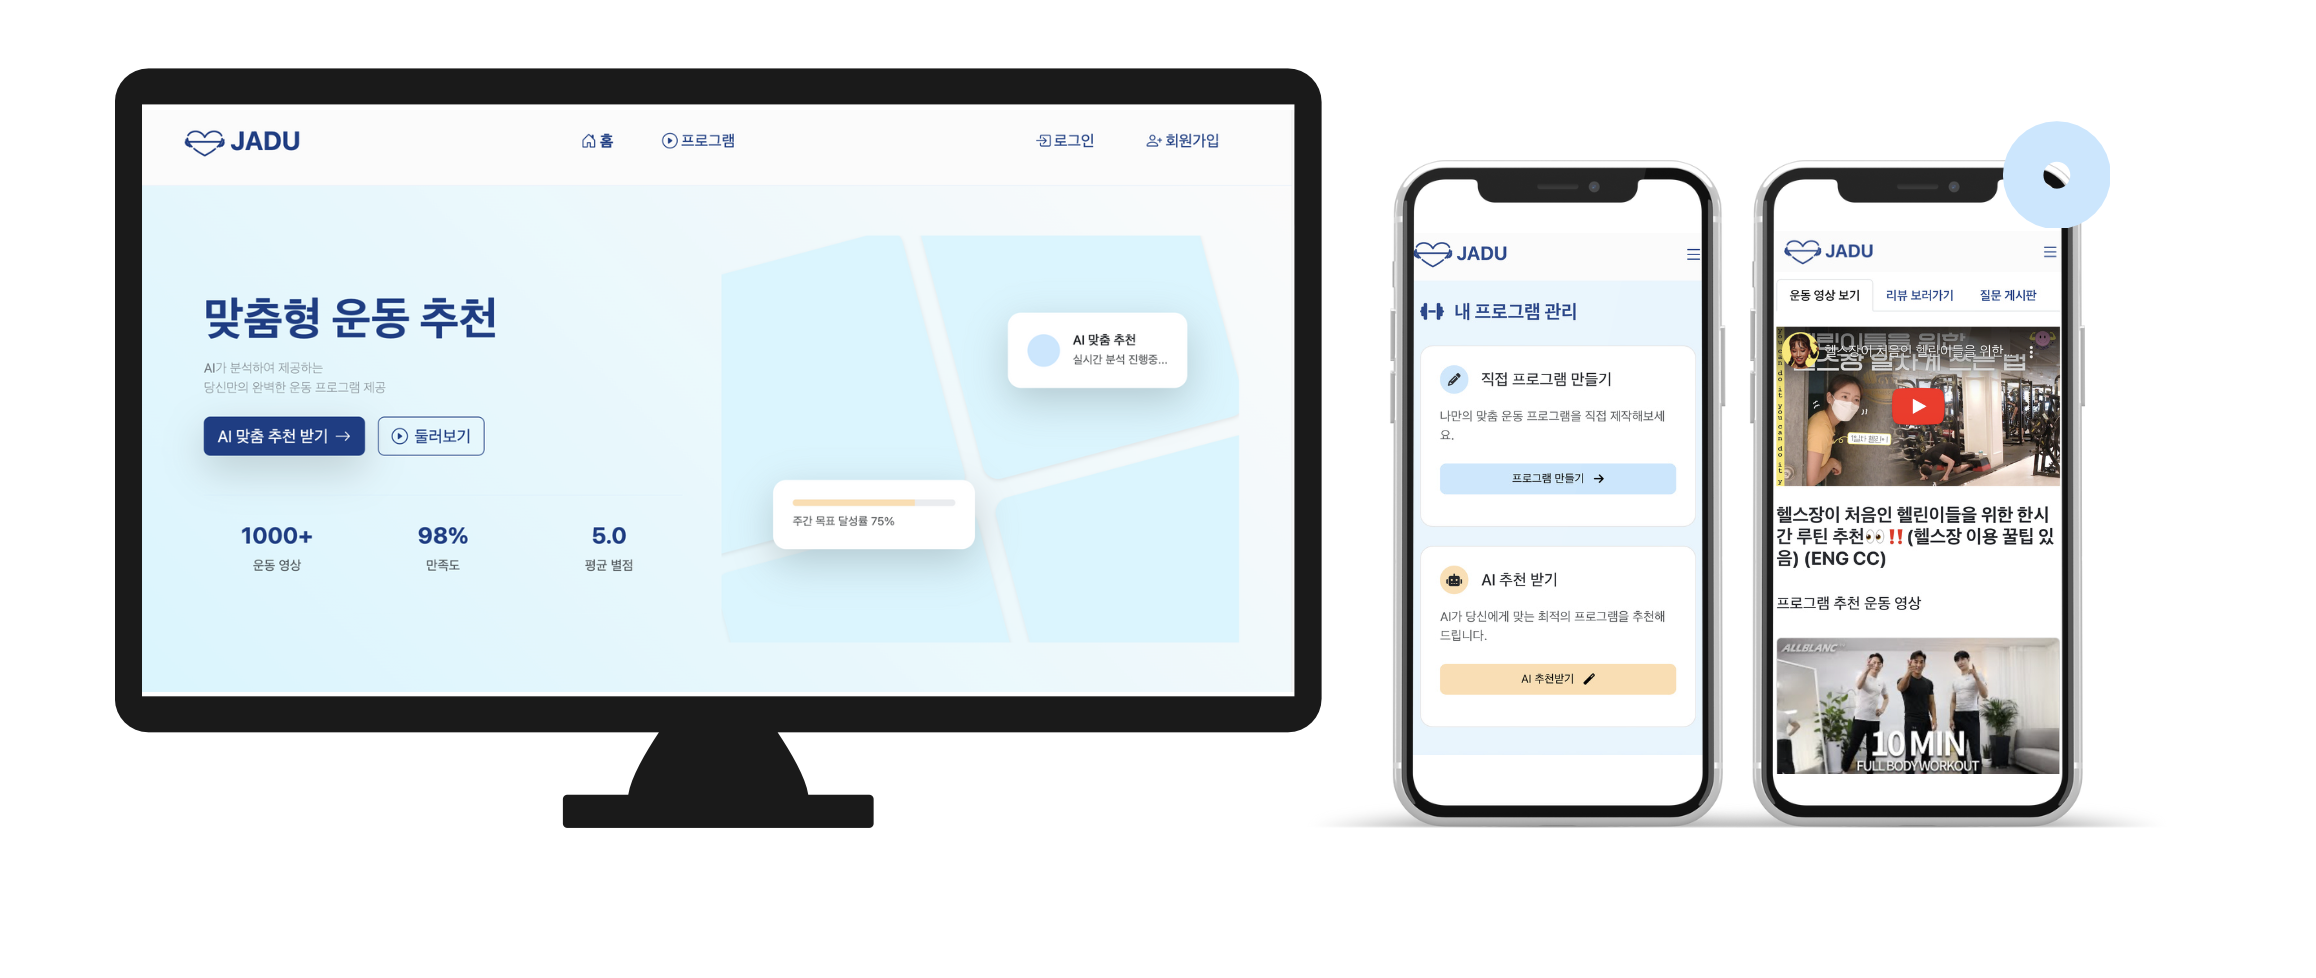 JADU
홈
프로그램
로그인
회원가입
맞춤형 운동 추천
AI가 분석하여 제공하는
당신만의 완벽한 운동 프로그램 제공
AI 맞춤 추천 받기
둘러보기
1000+
운동 영상
98%
만족도
5.0
평균 별점
AI 맞춤 추천
실시간 분석 진행중...
주간 목표 달성률 75%
JADU
내 프로그램 관리
직접 프로그램 만들기
나만의 맞춤 운동 프로그램을 직접 제작해보세
요.
프로그램 만들기
AI 추천 받기
AI가 당신에게 맞는 최적의 프로그램을 추천해
드립니다.
AI 추천받기
JADU
운동 영상 보기
리뷰 보러가기
질문 게시판
헬스장이 처음인 헬린이들을 위한
you can do it you can do it y
헬스장이 처음인 헬린이들을 위한 한시
간 루틴 추천👀‼️(헬스장 이용 꿀팁 있
음) (ENG CC)
프로그램 추천 운동 영상
ALLBLANC
10 MIN
FULL BODY WORKOUT